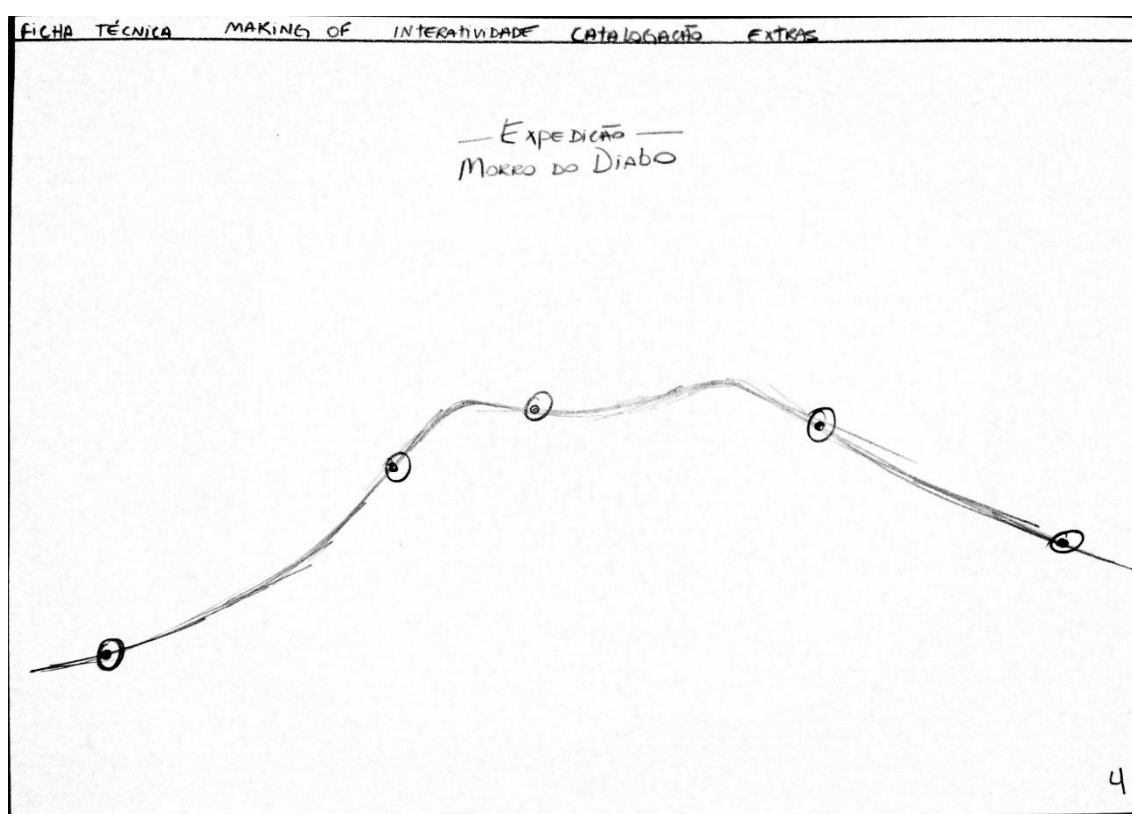 FICHA TÉCNICA MAKING OF INTERATIVIDADE CATALOGAÇÃO EXTRAS
— EXPEDIÇÃO —
MORRO DO DIABO
4